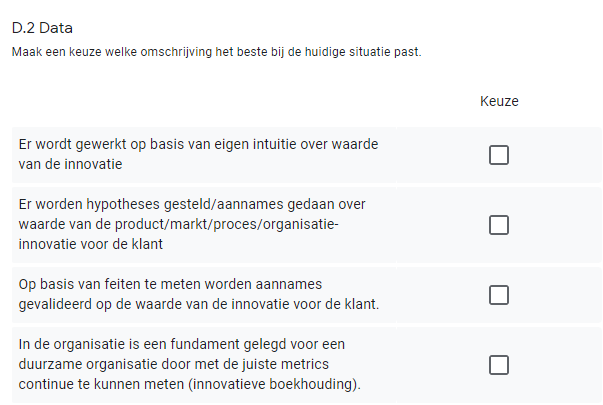 D.2 Data
Maak een keuze welke omschrijving het beste bij de huidige situatie past.
Keuze
Er wordt gewerkt op basis van eigen intuitie over waarde
van de innovatie
Er worden hypotheses gesteld/aannames gedaan over
waarde van de product/markt/proces/organisatie-
innovatie voor de klant
Op basis van feiten te meten worden aannames
gevalideerd op de waarde van de innovatie voor de klant.
In de organisatie is een fundament gelegd voor een
duurzame organisatie door met de juiste metrics
continue te kunnen meten (innovatieve boekhouding).